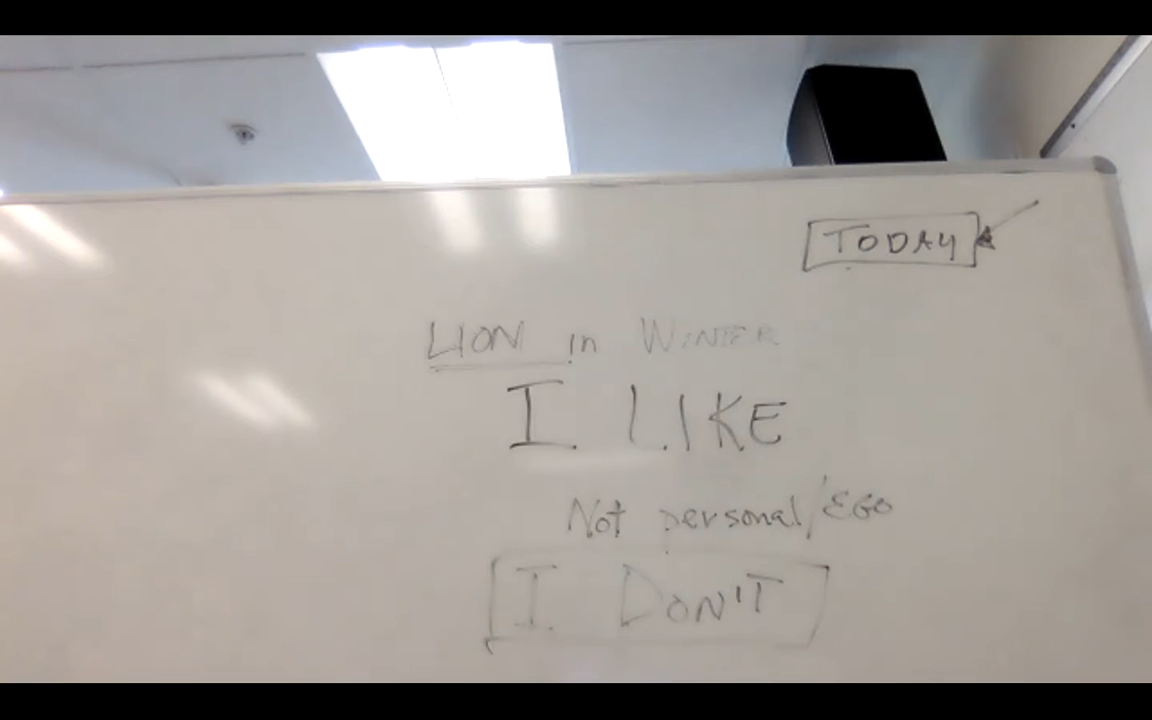 TODAY
LION in WINTER
I LIKE
Not personal/EGO
I DON'T